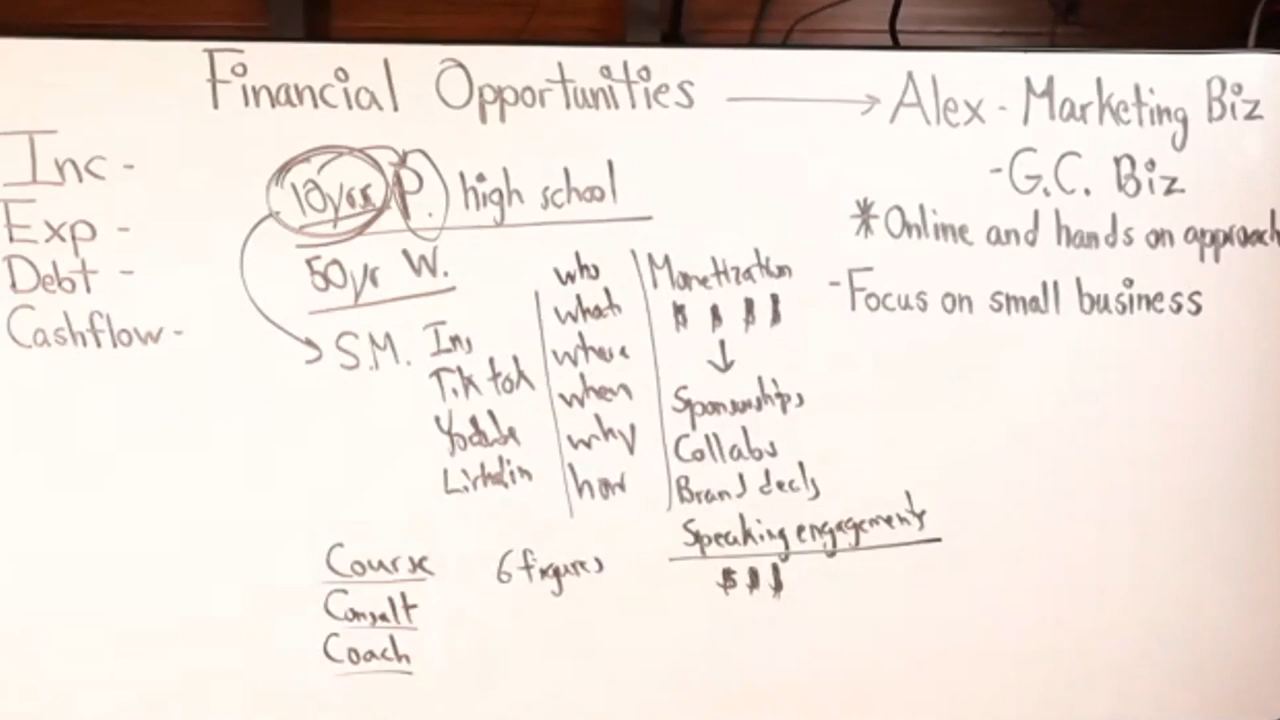 Financial Opportunities → Alex - Marketing Biz
- G.C. Biz
* Online and hands on approach
- Focus on small business
Inc -
Exp -
Debt -
Cashflow -
10yrs P. high school
50yr W.
S.M. Ins
Tik tok
Youtube
Linkdin
who
what
where
when
why
how
Monetization
$ $ $ $
↓
Sponsorships
Collabs
Brand deals
Speaking engagements
$ $ $
Course 6 figures
Consult
Coach